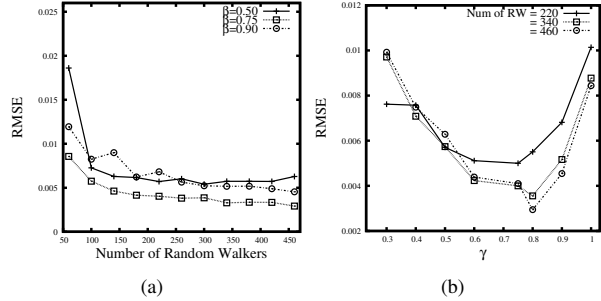 (a)
β=0.50
β=0.75
β=0.90
0.025
0.02
0.015
0.01
0.005
0
50 100 150 200 250 300 350 400 450
Number of Random Walkers
RMSE
(b)
Num of RW = 220
= 340
= 460
0.012
0.01
0.008
0.006
0.004
0.002
0.3 0.4 0.5 0.6 0.7 0.8 0.9 1
γ
RMSE
(a)
(b)